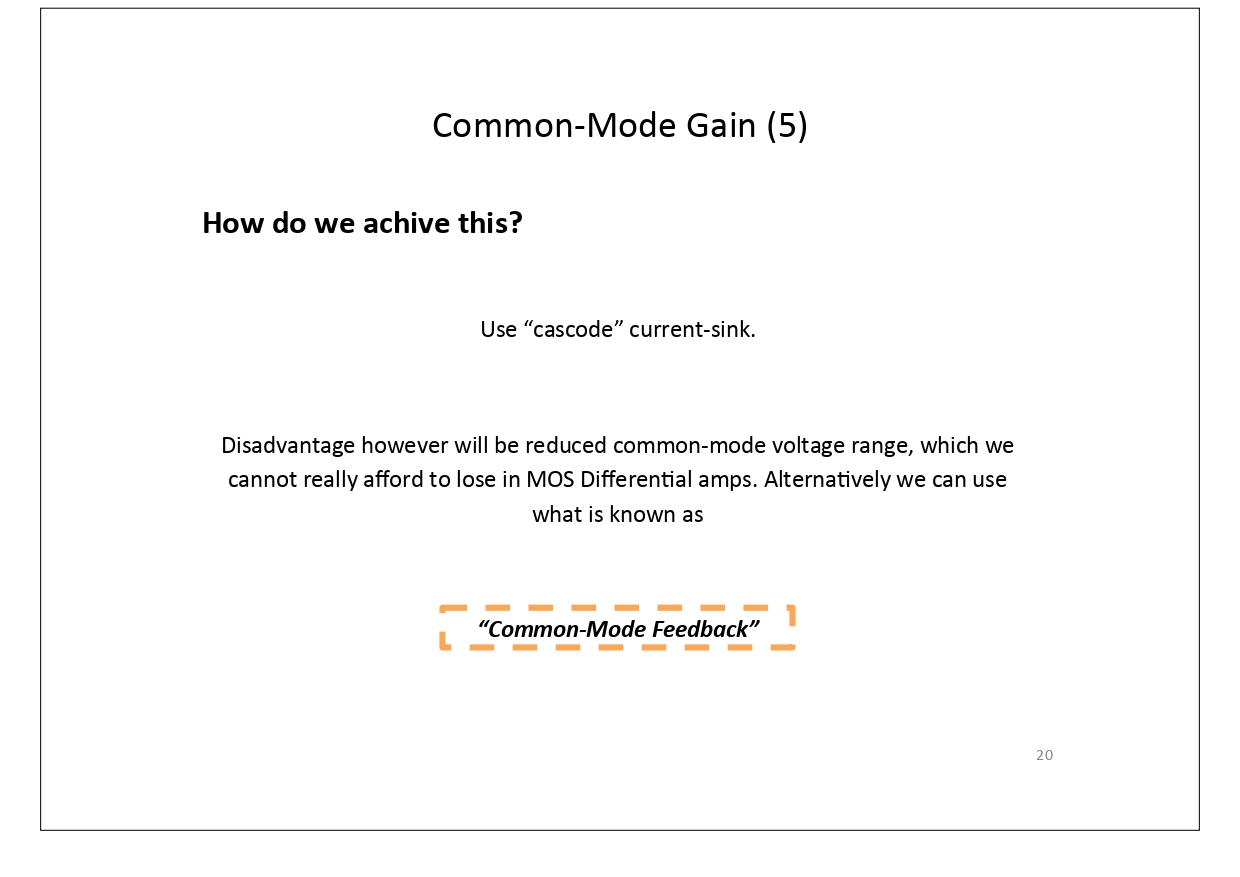 Common-Mode Gain (5)
How do we achive this?
Use “cascode” current-sink.
Disadvantage however will be reduced common-mode voltage range, which we
cannot really afford to lose in MOS Differential amps. Alternatively we can use
what is known as
“Common-Mode Feedback”
20